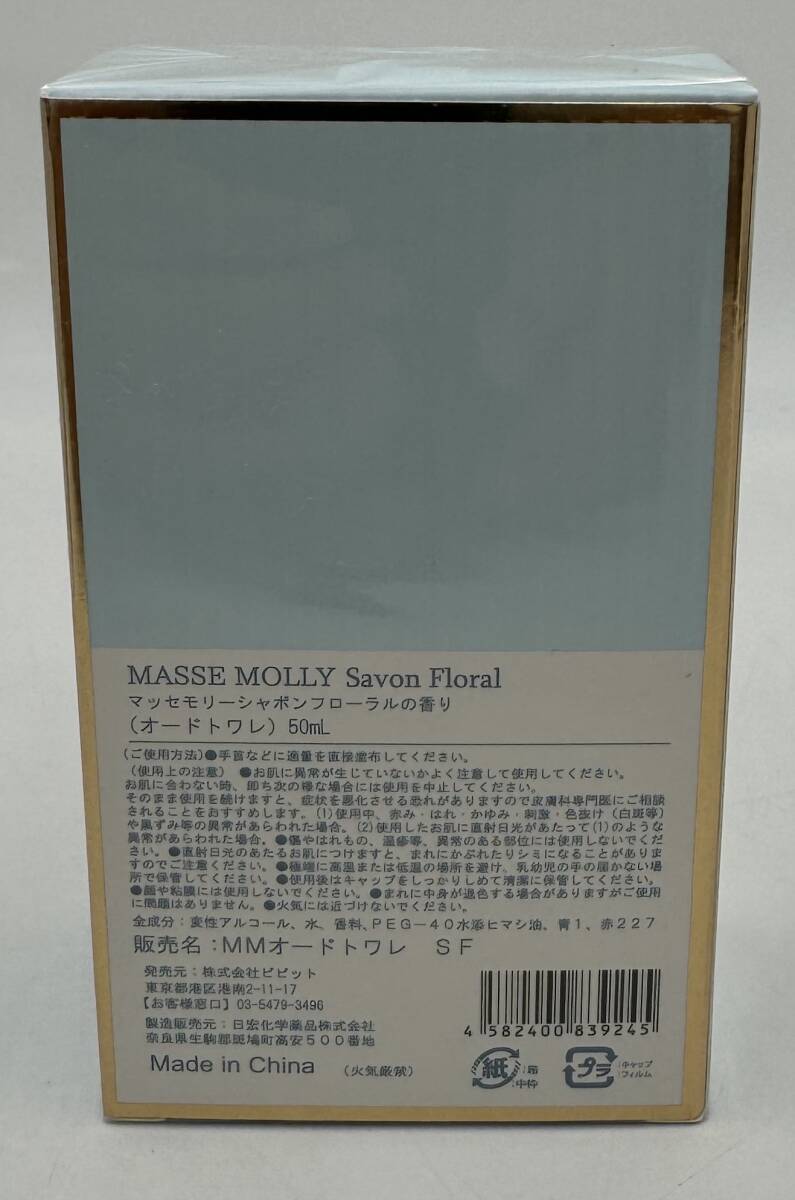 MASSE MOLLY Savon Floral
マッセモリーシャボンフローラルの香り
（オードトワレ）50mL
（ご使用方法）●手首などに適量を直接塗布してください。
（使用上の注意）●お肌に異常が生じていないかよく注意して使用してください。
お肌に合わない時、即ち次の様な場合には使用を中止してください。
そのまま使用を続けますと、症状を悪化させる恐れがありますので皮膚科専門医にご相談
されることをおすすめします。(1)使用中、赤み・はれ・かゆみ・刺激・色抜け（白斑等）
や黒ずみ等の異常があらわれた場合。(2)使用したお肌に直射日光があたって(1)のような
異常があらわれた場合。●傷やはれもの、湿疹等、異常のある部位には使用しないでくだ
さい。●直射日光のあたるお肌につけますと、まれにかぶれたりシミになることがありま
すのでご注意ください。●極端に高温または低温の場所を避け、乳幼児の手の届かない場
所で保管してください。●使用後はキャップをしっかりしめて清潔に保管してください。
●顔や粘膜には使用しないでください。●まれに中身が退色する場合がありますがご使用
に問題はありません。●火気には近づけないでください。
全成分：変性アルコール、水、香料、PEG－40水添ヒマシ油、青1、赤227
販売名：MMオードトワレ　SF
発売元：株式会社ビビット
東京都港区港南2-11-17
【お客様窓口】03-5479-3496
製造販売元：日宏化学薬品株式会社
奈良県生駒郡斑鳩町高安500番地
Made in China （火気厳禁）
4 582400 839245
紙 :箱 :中枠
プラ :キャップ :フィルム